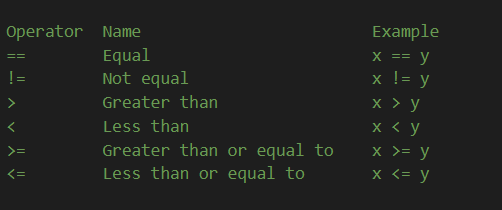 Operator  Name                        Example
==        Equal                       x == y
!=        Not equal                   x != y
>         Greater than                x > y
<         Less than                   x < y
>=        Greater than or equal to    x >= y
<=        Less than or equal to       x <= y